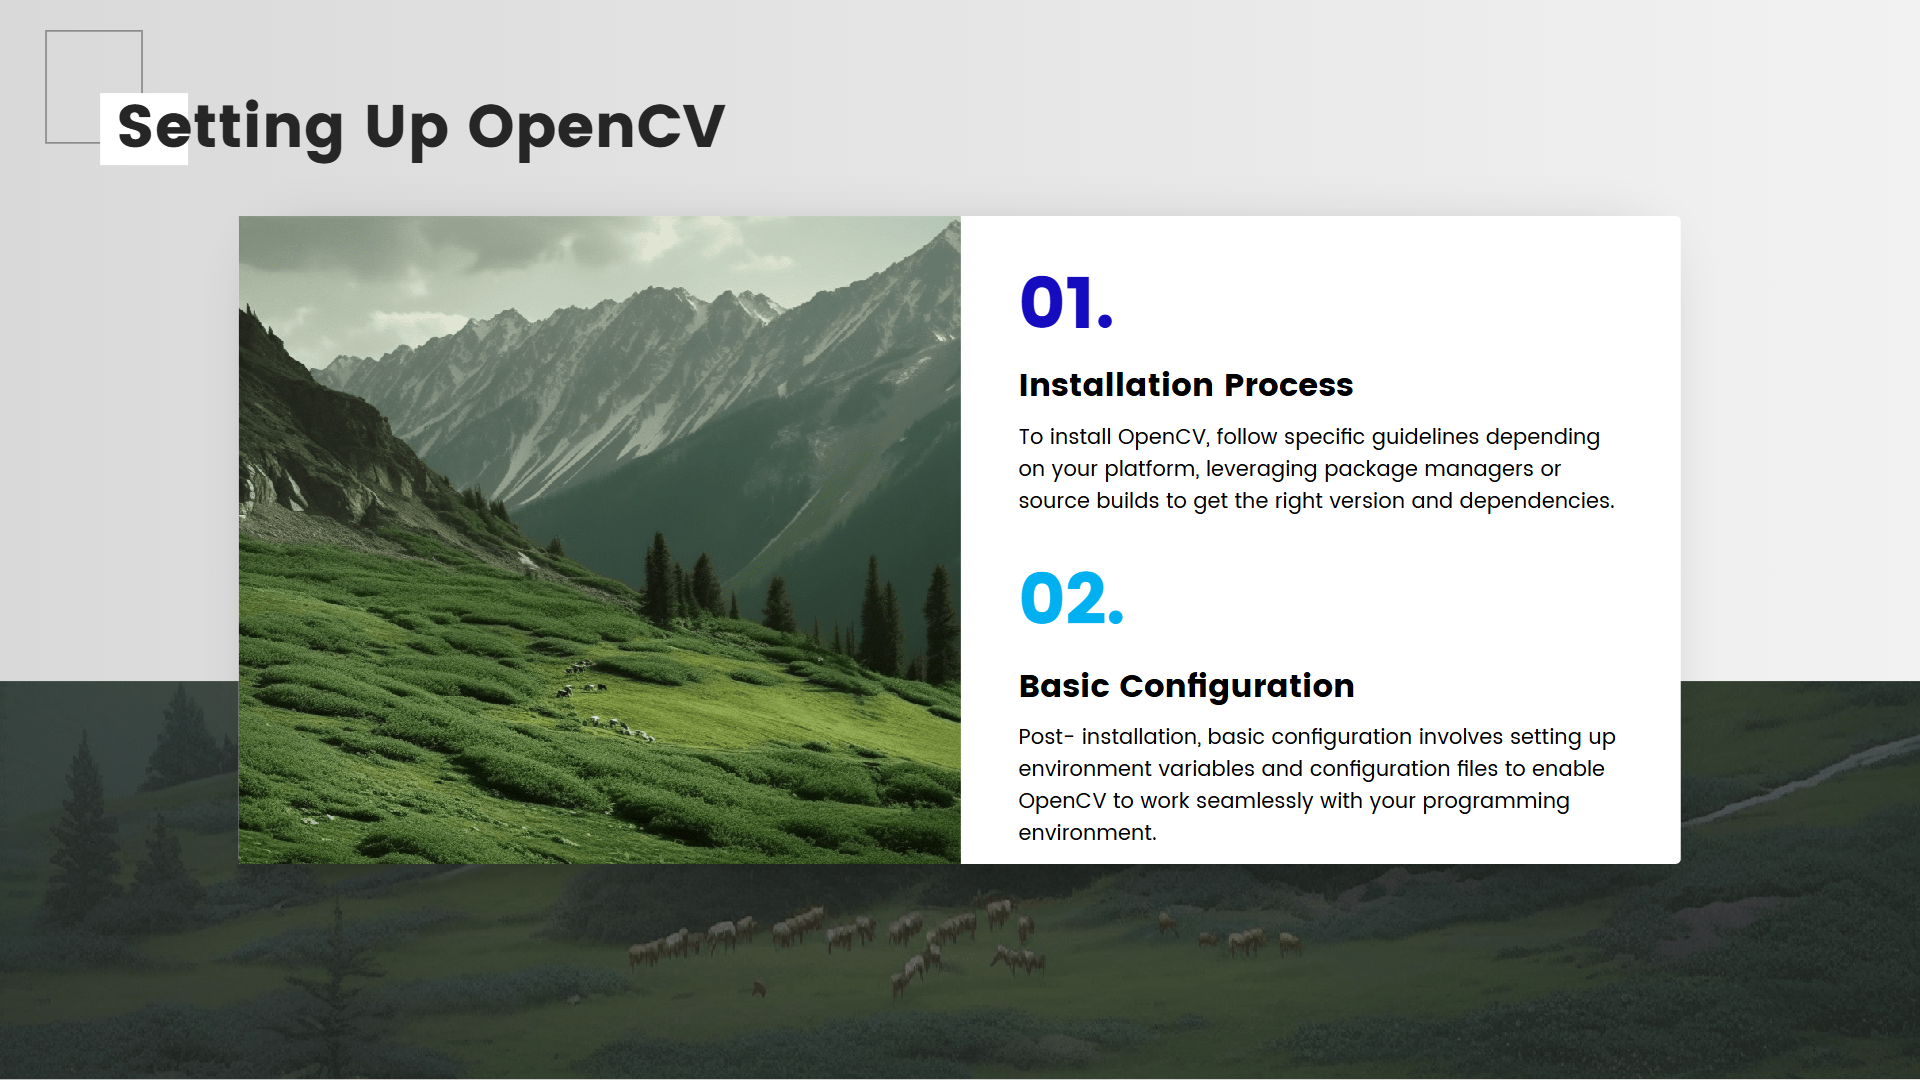 Setting Up OpenCV
01.
Installation Process
To install OpenCV, follow specific guidelines depending
on your platform, leveraging package managers or
source builds to get the right version and dependencies.
02.
Basic Configuration
Post- installation, basic configuration involves setting up
environment variables and configuration files to enable
OpenCV to work seamlessly with your programming
environment.